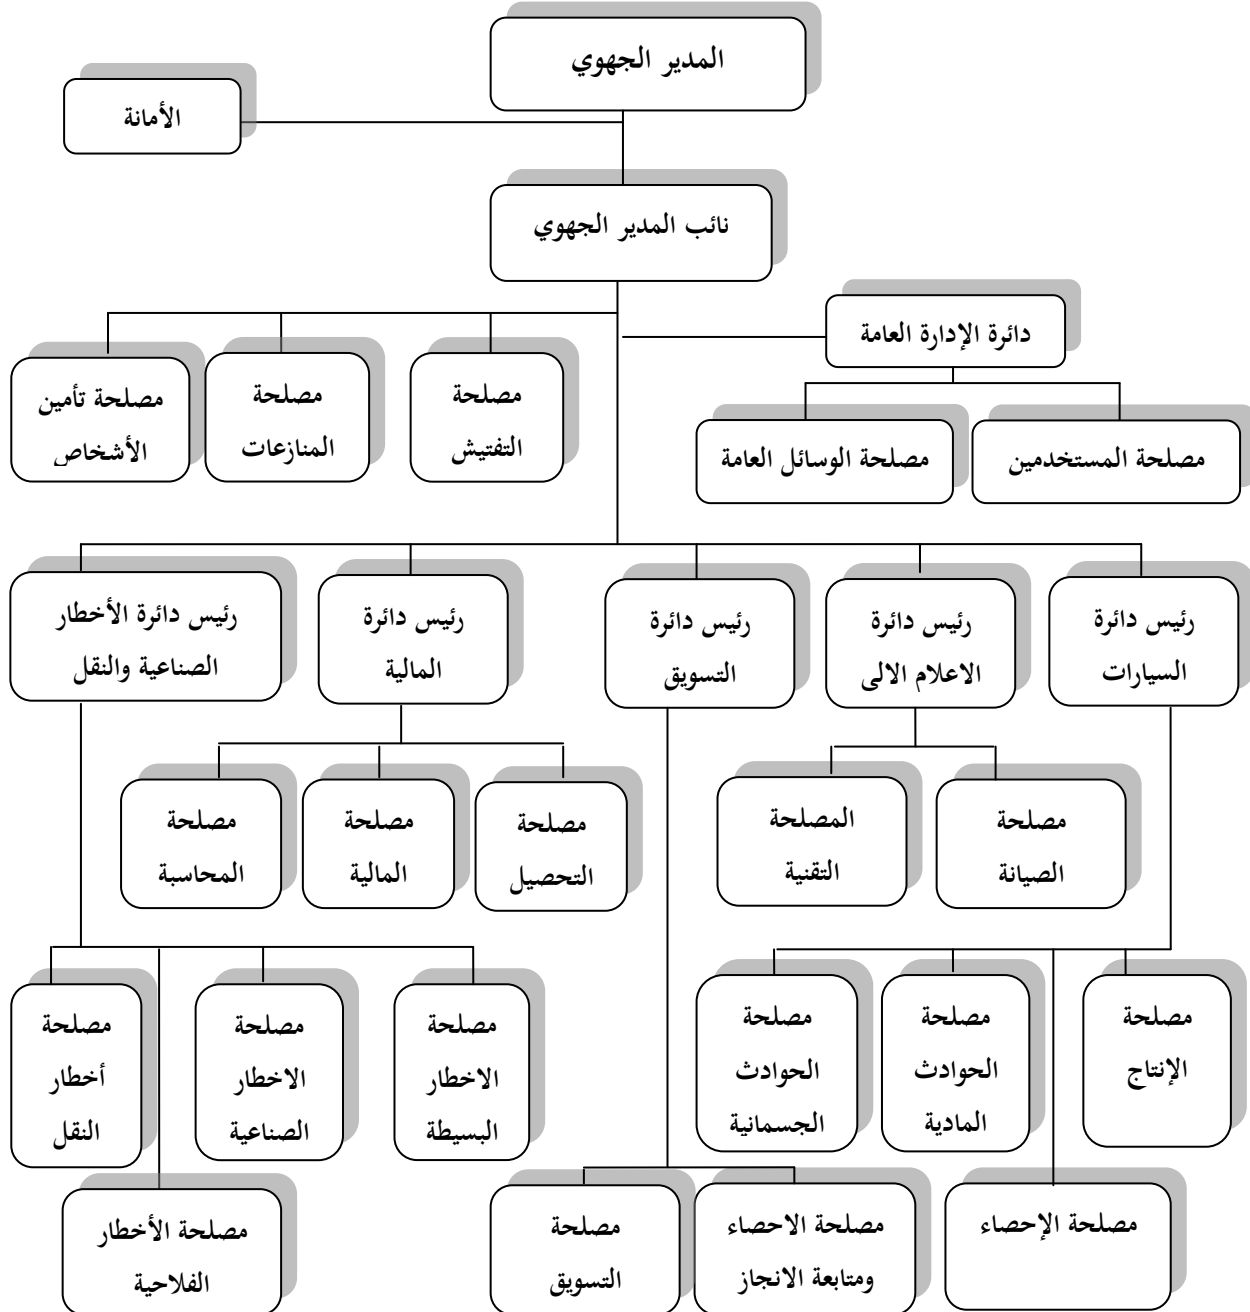 المدير الجهوي
الأمانة
نائب المدير الجهوي
دائرة الإدارة العامة
مصلحة المستخدمين
مصلحة الوسائل العامة
مصلحة
التفتيش
مصلحة
المنازعات
مصلحة تأمين
الأشخاص
رئيس دائرة
السيارات
رئيس دائرة
الاعلام الالى
رئيس دائرة
التسويق
رئيس دائرة
المالية
رئيس دائرة الأخطار
الصناعية والنقل
مصلحة
الصيانة
المصلحة
التقنية
مصلحة
التحصيل
مصلحة
المالية
مصلحة
المحاسبة
مصلحة
الإنتاج
مصلحة
الحوادث
المادية
مصلحة
الحوادث
الجسمانية
مصلحة
الاخطار
البسيطة
مصلحة
الاخطار
الصناعية
مصلحة
أخطار
النقل
مصلحة الإحصاء
مصلحة الاحصاء
ومتابعة الانجاز
مصلحة
التسويق
مصلحة الأخطار
الفلاحية